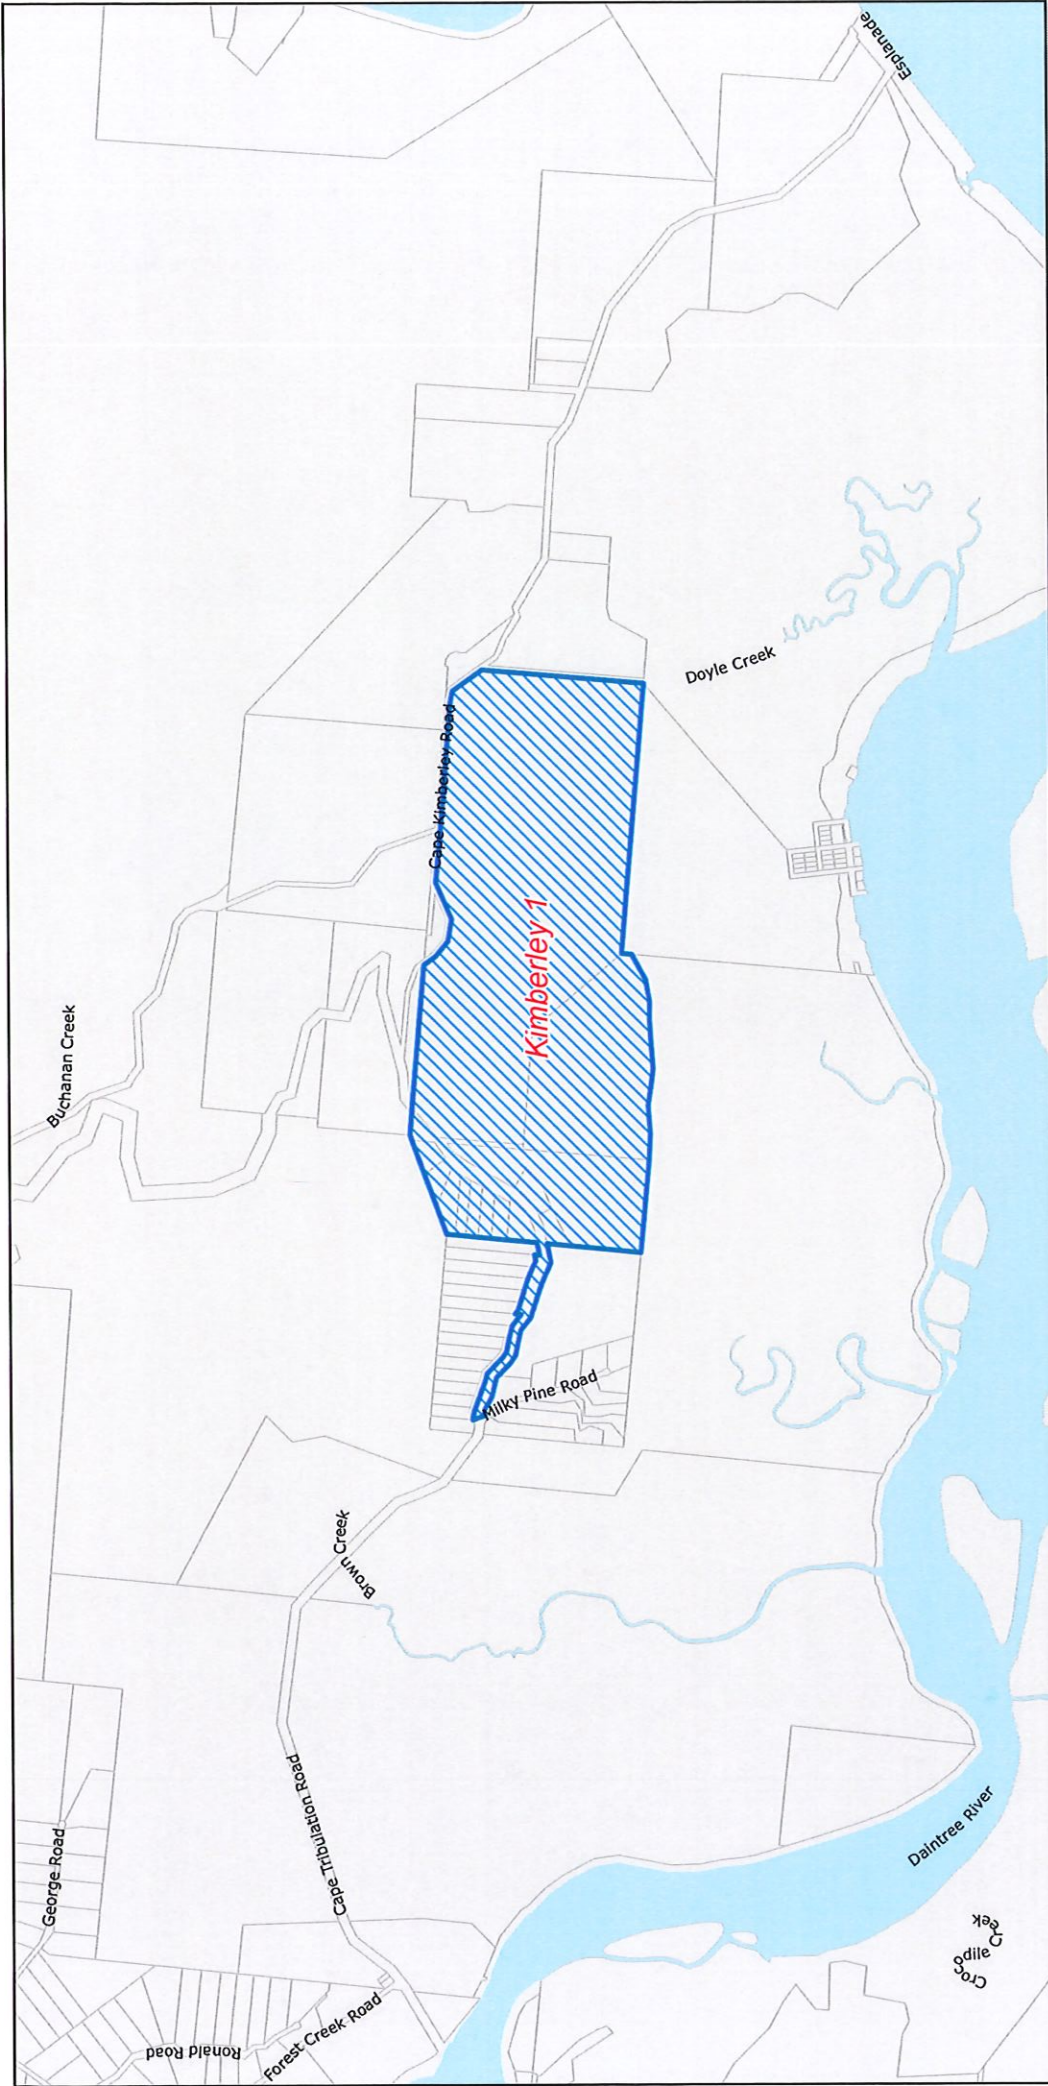 Esplanade
Doyle Creek
Cape Kimberley Road
Kimberley 1
Buchanan Creek
Milky Pine Road
Brown Creek
Cape Tribulation Road
George Road
Daintree River
Crocodile Creek
Forest Creek Road
Ronald Road